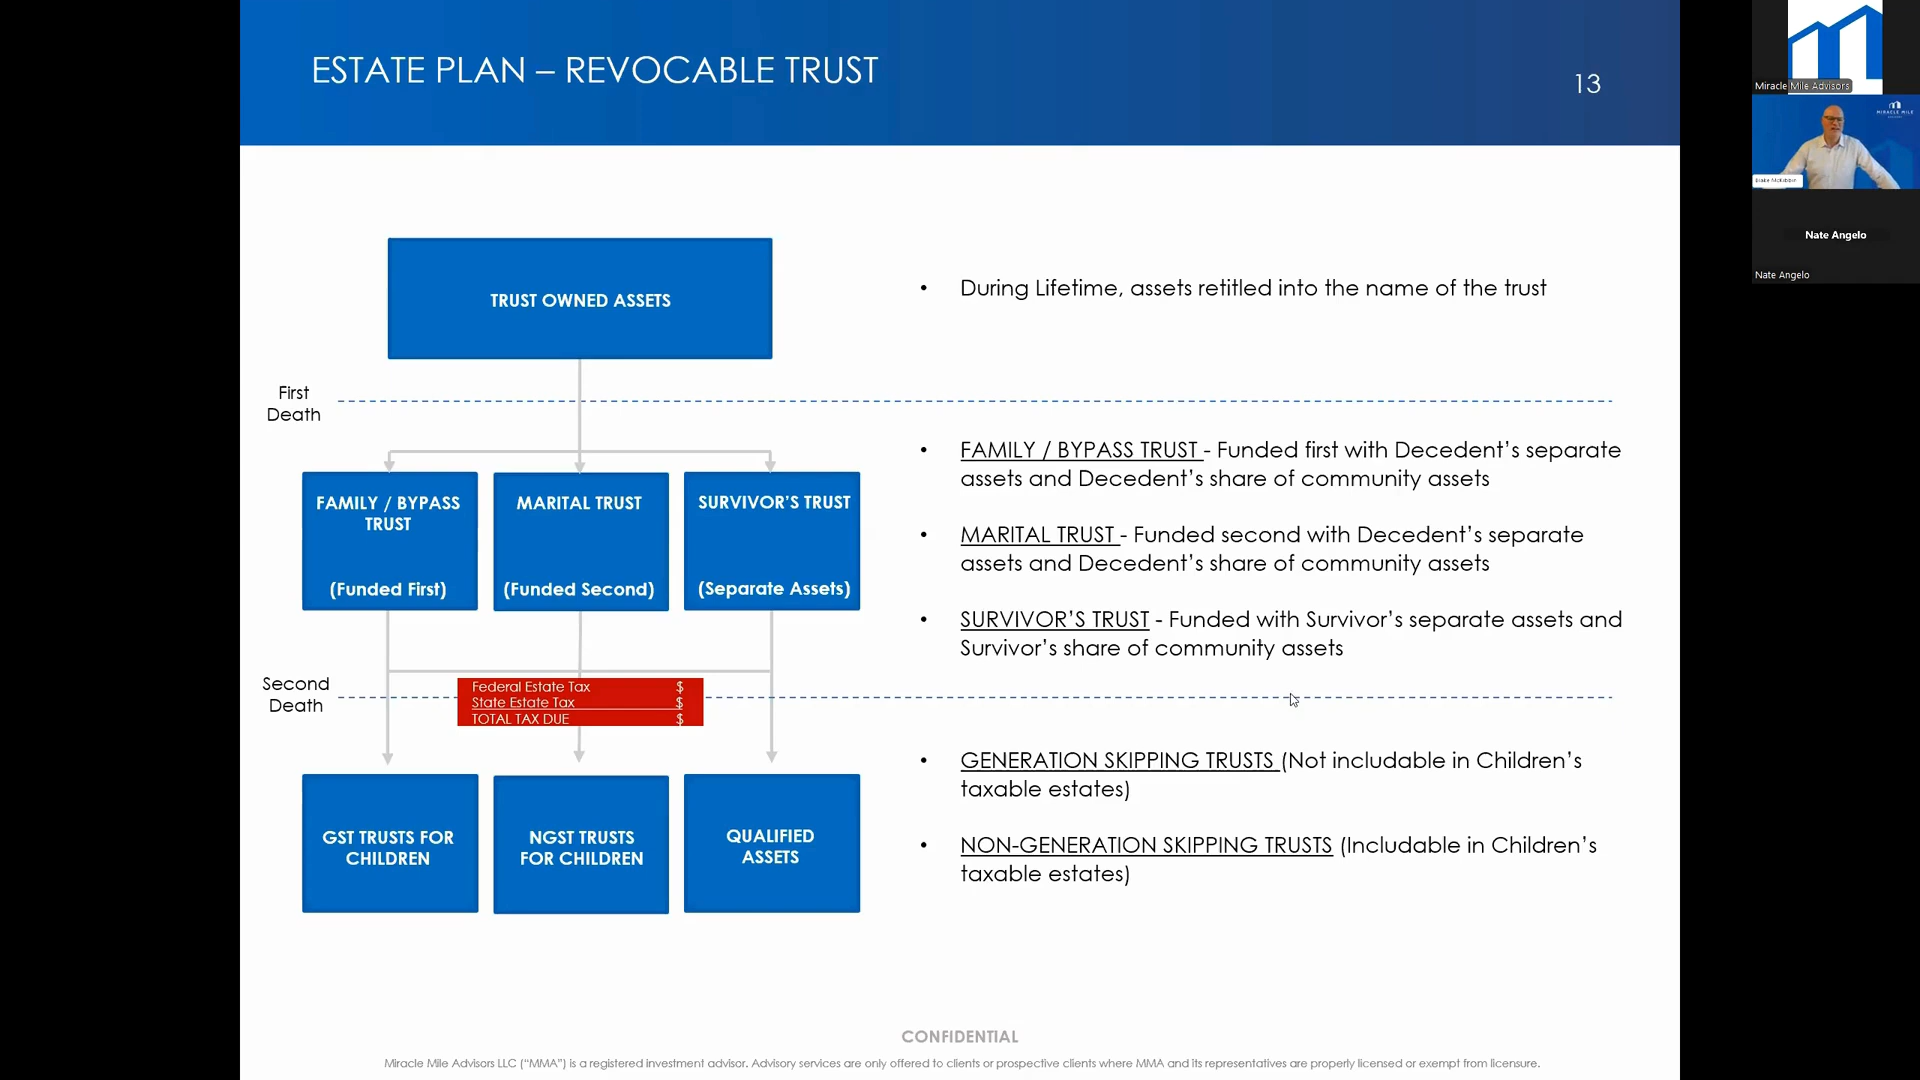 ESTATE PLAN – REVOCABLE TRUST
13
TRUST OWNED ASSETS
• During Lifetime, assets retitled into the name of the trust
First
Death
FAMILY / BYPASS
TRUST
(Funded First)
MARITAL TRUST
(Funded Second)
SURVIVOR’S TRUST
(Separate Assets)
• FAMILY / BYPASS TRUST - Funded first with Decedent’s separate
assets and Decedent’s share of community assets
• MARITAL TRUST - Funded second with Decedent’s separate
assets and Decedent’s share of community assets
• SURVIVOR’S TRUST - Funded with Survivor’s separate assets and
Survivor’s share of community assets
Second
Death
Federal Estate Tax $
State Estate Tax $
TOTAL TAX DUE $
GST TRUSTS FOR
CHILDREN
NGST TRUSTS
FOR CHILDREN
QUALIFIED
ASSETS
• GENERATION SKIPPING TRUSTS (Not includable in Children’s
taxable estates)
• NON-GENERATION SKIPPING TRUSTS (Includable in Children’s
taxable estates)
CONFIDENTIAL
Miracle Mile Advisors LLC (“MMA”) is a registered investment advisor. Advisory services are only offered to clients or prospective clients where MMA and its representatives are properly licensed or exempt from licensure.
Miracle Mile Advisors
MIRACLE MILE
Blake McKibbin
Nate Angelo
Nate Angelo